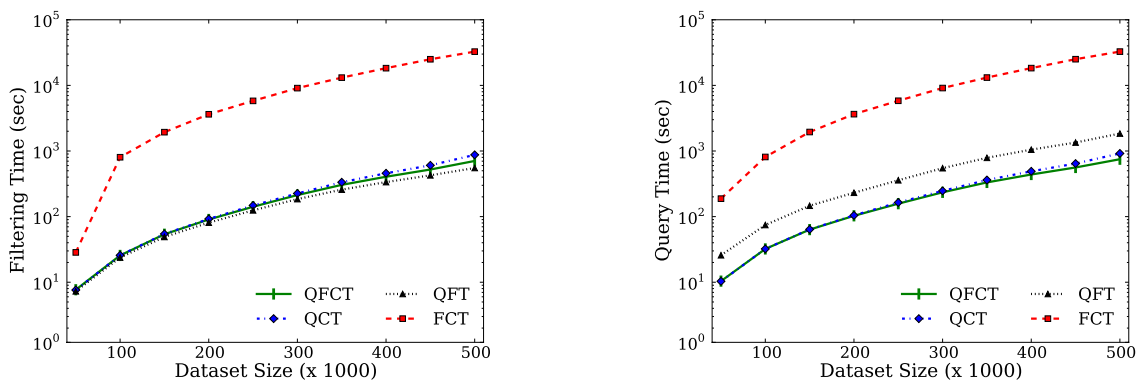 Filtering Time (sec)
10^5
10^4
10^3
10^2
10^1
10^0
100 200 300 400 500
Dataset Size (x 1000)
QFCT QFT
QCT FCT
Query Time (sec)
10^5
10^4
10^3
10^2
10^1
10^0
100 200 300 400 500
Dataset Size (x 1000)
QFCT QFT
QCT FCT